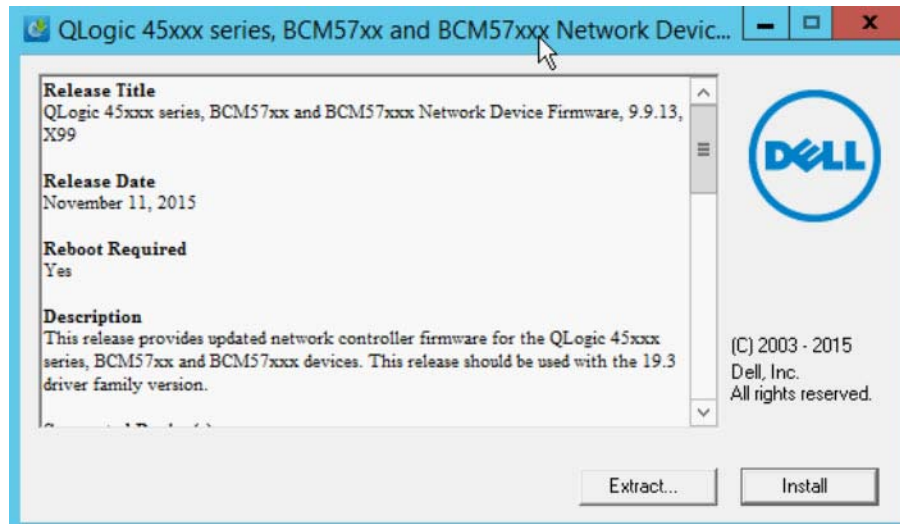 QLogic 45xxx series, BCM57xx and BCM57xxx Network Devic...
Release Title
QLogic 45xxx series, BCM57xx and BCM57xxx Network Device Firmware, 9.9.13,
X99
Release Date
November 11, 2015
Reboot Required
Yes
Description
This release provides updated network controller firmware for the QLogic 45xxx
series, BCM57xx and BCM57xxx devices. This release should be used with the 19.3
driver family version.
DELL
(C) 2003 - 2015
Dell, Inc.
All rights reserved.
Extract...
Install